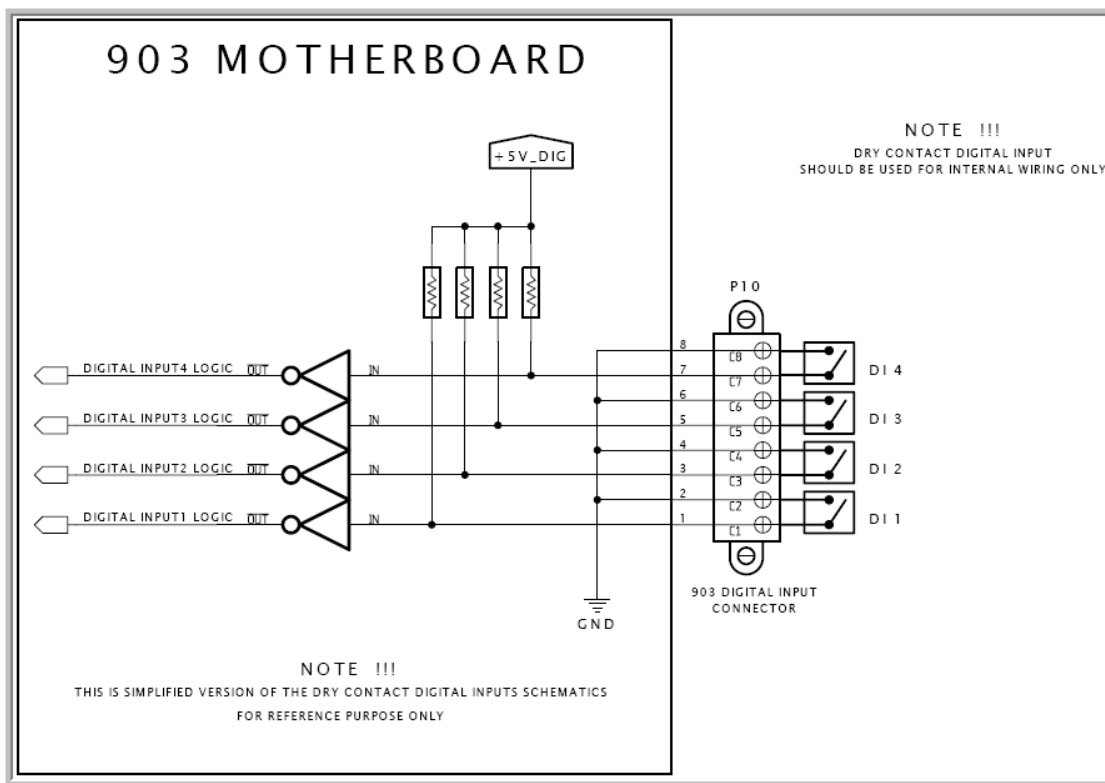 903 MOTHERBOARD
NOTE !!!
DRY CONTACT DIGITAL INPUT
SHOULD BE USED FOR INTERNAL WIRING ONLY
+5V_DIG
P10
DIGITAL INPUT4 LOGIC OUT IN 8 C8
7 C7 DI 4
DIGITAL INPUT3 LOGIC OUT 6 C6
5 C5 DI 3
DIGITAL INPUT2 LOGIC OUT IN 4 C4
3 C3 DI 2
DIGITAL INPUT1 LOGIC OUT IN 2 C2
1 C1 DI 1
903 DIGITAL INPUT
CONNECTOR
GND
NOTE !!!
THIS IS SIMPLIFIED VERSION OF THE DRY CONTACT DIGITAL INPUTS SCHEMATICS
FOR REFERENCE PURPOSE ONLY